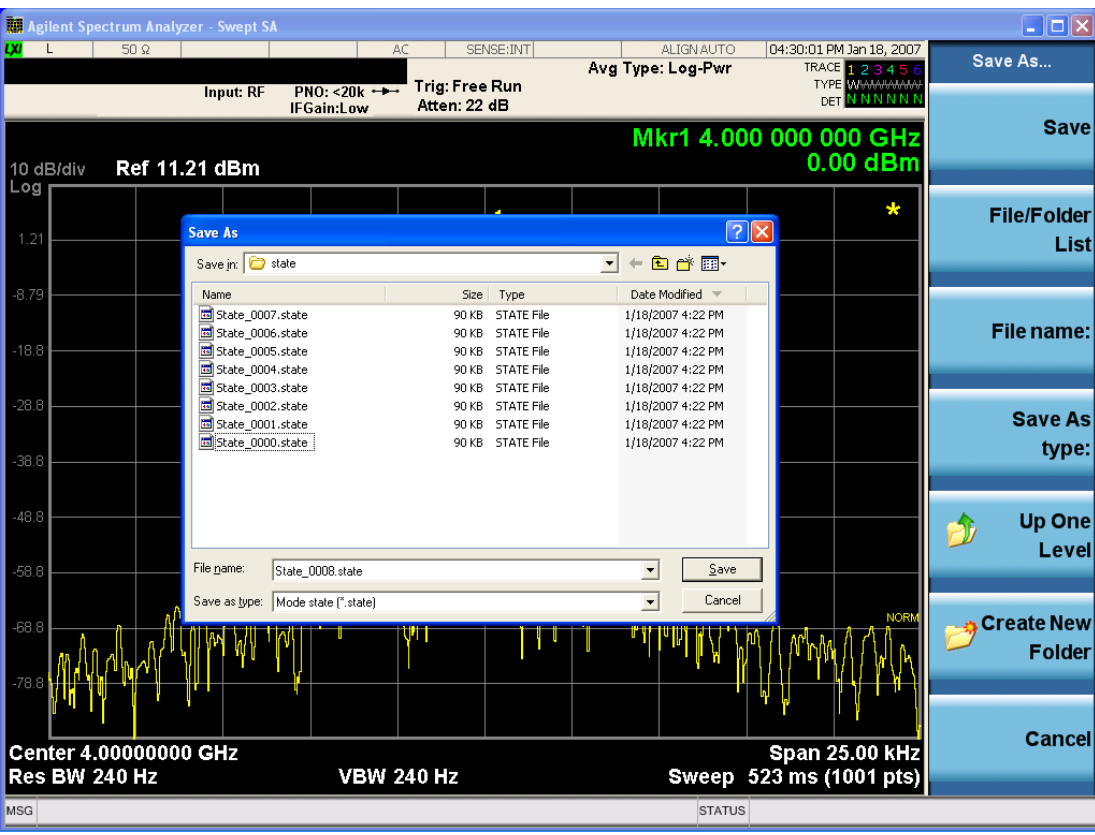 Agilent Spectrum Analyzer - Swept SA
LXI L 50 Ω AC SENSE:INT ALIGN AUTO 04:30:01 PM Jan 18, 2007
Input: RF PNO: <20k Trig: Free Run Avg Type: Log-Pwr TRACE 1 2 3 4 5 6
IFGain:Low Atten: 22 dB TYPE WWWWWW
DET N N N N N N
Mkr1 4.000 000 000 GHz
0.00 dBm
10 dB/div Ref 11.21 dBm
Log
1.21
-8.79
-18.8
-28.8
-38.8
-48.8
-58.8
-68.8
-78.8
NORM
Save As
Save in: state
Name Size Type Date Modified
State_0007.state 90 KB STATE File 1/18/2007 4:22 PM
State_0006.state 90 KB STATE File 1/18/2007 4:22 PM
State_0005.state 90 KB STATE File 1/18/2007 4:22 PM
State_0004.state 90 KB STATE File 1/18/2007 4:22 PM
State_0003.state 90 KB STATE File 1/18/2007 4:22 PM
State_0002.state 90 KB STATE File 1/18/2007 4:22 PM
State_0001.state 90 KB STATE File 1/18/2007 4:22 PM
State_0000.state 90 KB STATE File 1/18/2007 4:22 PM
File name: State_0008.state Save
Save as type: Mode state (*.state) Cancel
Center 4.00000000 GHz Span 25.00 kHz
Res BW 240 Hz VBW 240 Hz Sweep 523 ms (1001 pts)
MSG STATUS
Save As...
Save
File/Folder
List
File name:
Save As
type:
Up One
Level
Create New
Folder
Cancel